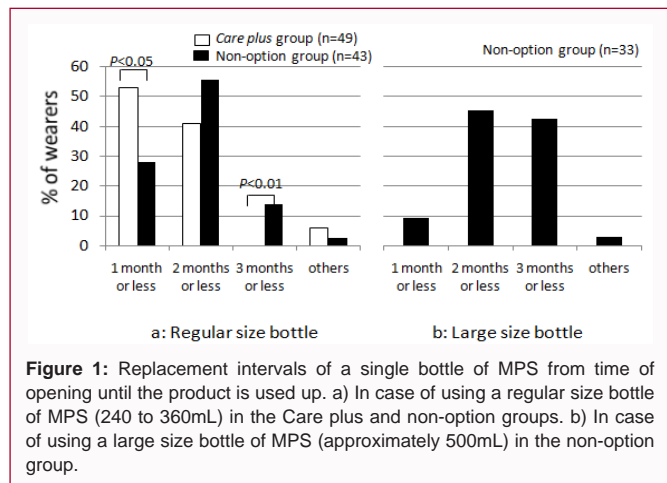 Care plus group (n=49)
Non-option group (n=43)
Non-option group (n=33)
P<0.05
P<0.01
% of wearers
60
50
40
30
20
10
0
1 month or less
2 months or less
3 months or less
others
1 month or less
2 months or less
3 months or less
others
a: Regular size bottle
b: Large size bottle
Figure 1: Replacement intervals of a single bottle of MPS from time of
opening until the product is used up. a) In case of using a regular size bottle
of MPS (240 to 360mL) in the Care plus and non-option groups. b) In case
of using a large size bottle of MPS (approximately 500mL) in the non-option
group.